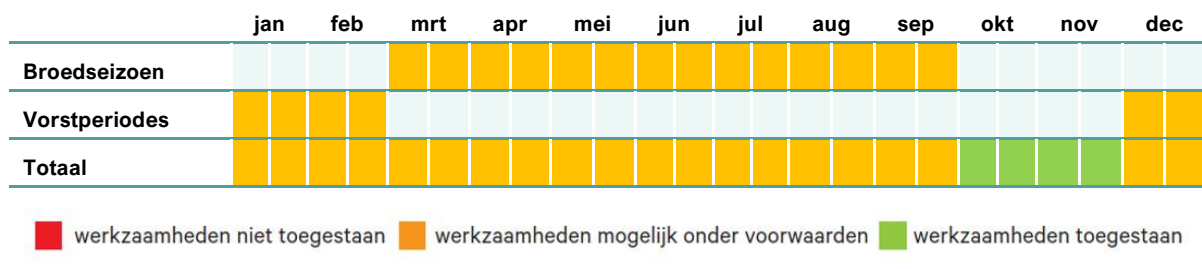 jan feb mrt apr mei jun jul aug sep okt nov dec
Broedseizoen
Vorstperiodes
Totaal
werkzaamheden niet toegestaan werkzaamheden mogelijk onder voorwaarden werkzaamheden toegestaan